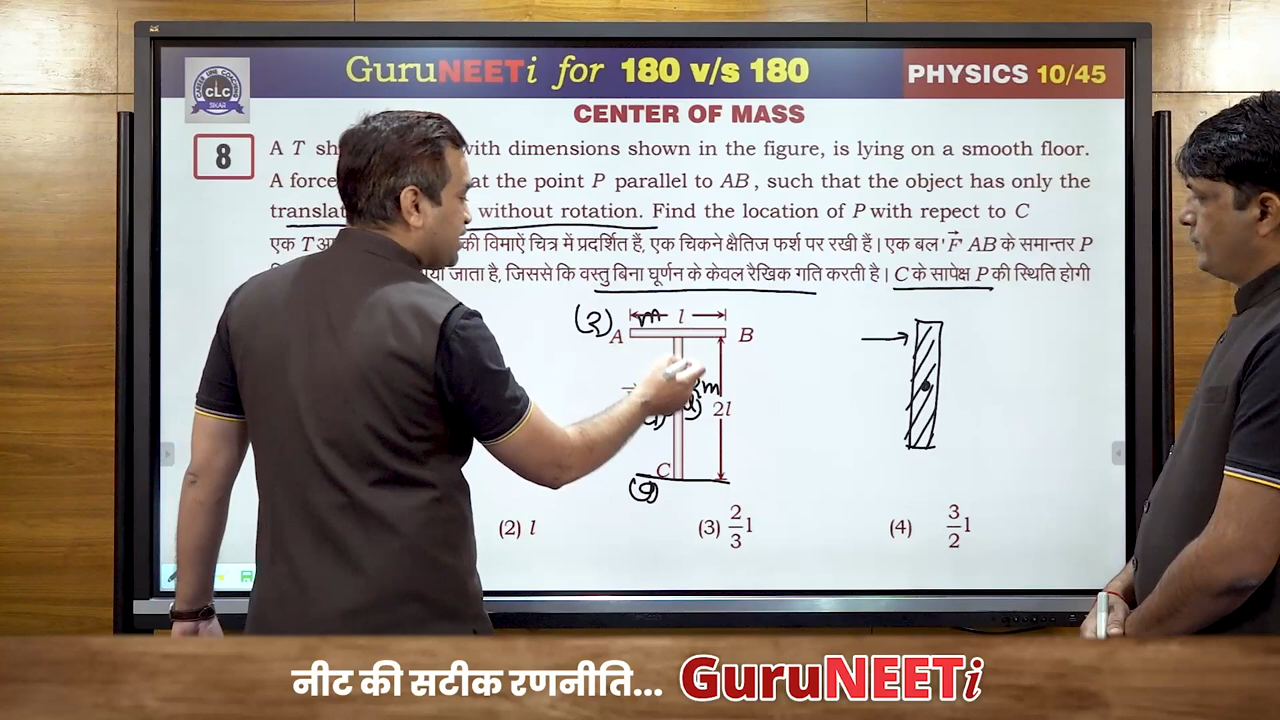 GuruNEETi for 180 v/s 180
PHYSICS 10/45
CLC
SIKAR
CENTER OF MASS
8
A T sh with dimensions shown in the figure, is lying on a smooth floor.
A force at the point P parallel to AB, such that the object has only the
translat without rotation. Find the location of P with repect to C
एक T की विमाऐं चित्र में प्रदर्शित हैं, एक चिकने क्षैतिज फर्श पर रखी हैं। एक बल 'F⃗ AB के समान्तर P
जाता है, जिससे कि वस्तु बिना घूर्णन के केवल रैखिक गति करती है। C के सापेक्ष P की स्थिति होगी
m l
A B
m
2l
C
(2) l
(3) 2/3 l
(4) 3/2 l
नीट की सटीक रणनीति... GuruNEETi